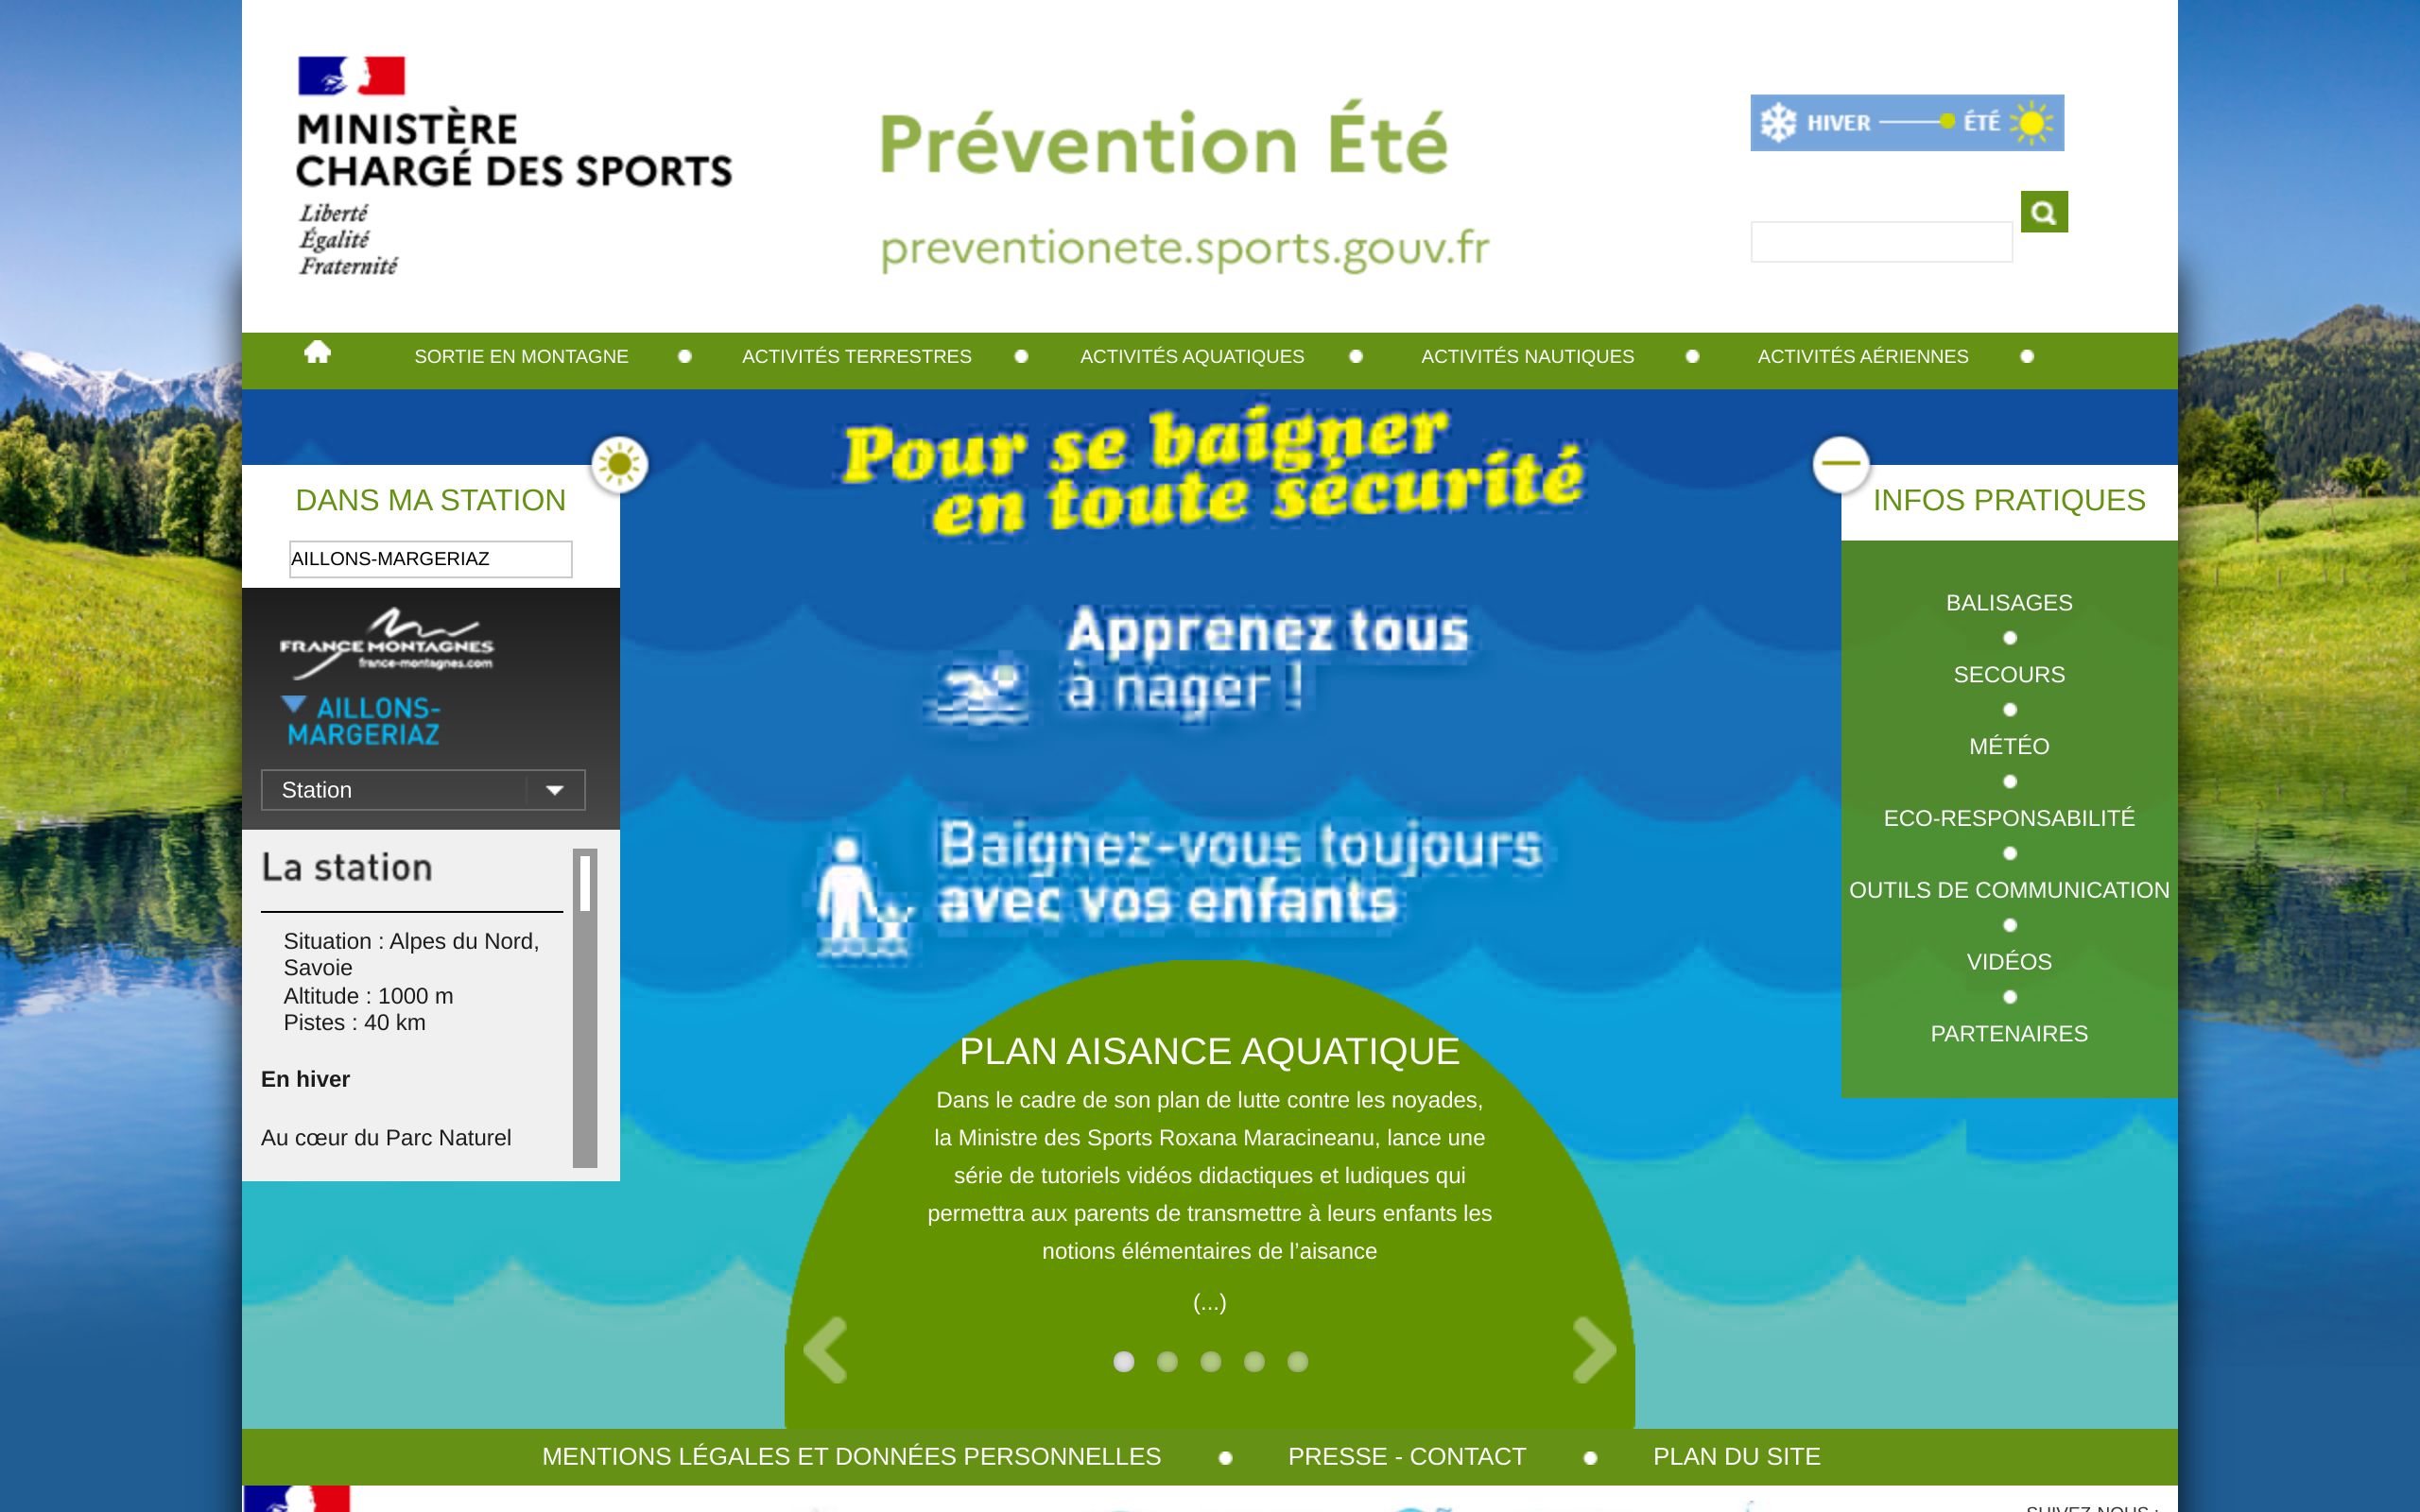 MINISTÈRE
CHARGÉ DES SPORTS
Liberté
Égalité
Fraternité
Prévention Été
preventionete.sports.gouv.fr
HIVER ÉTÉ
SORTIE EN MONTAGNE ACTIVITÉS TERRESTRES ACTIVITÉS AQUATIQUES ACTIVITÉS NAUTIQUES ACTIVITÉS AÉRIENNES
DANS MA STATION
AILLONS-MARGERIAZ
FRANCE MONTAGNES
france-montagnes.com
AILLONS-
MARGERIAZ
Station
La station
Situation : Alpes du Nord,
Savoie
Altitude : 1000 m
Pistes : 40 km
En hiver
Au cœur du Parc Naturel
Pour se baigner
en toute sécurité
Apprenez tous
à nager !
Baignez-vous toujours
avec vos enfants
PLAN AISANCE AQUATIQUE
Dans le cadre de son plan de lutte contre les noyades,
la Ministre des Sports Roxana Maracineanu, lance une
série de tutoriels vidéos didactiques et ludiques qui
permettra aux parents de transmettre à leurs enfants les
notions élémentaires de l’aisance
(...)
INFOS PRATIQUES
BALISAGES
SECOURS
MÉTÉO
ECO-RESPONSABILITÉ
OUTILS DE COMMUNICATION
VIDÉOS
PARTENAIRES
MENTIONS LÉGALES ET DONNÉES PERSONNELLES PRESSE - CONTACT PLAN DU SITE
SUIVEZ-NOUS :